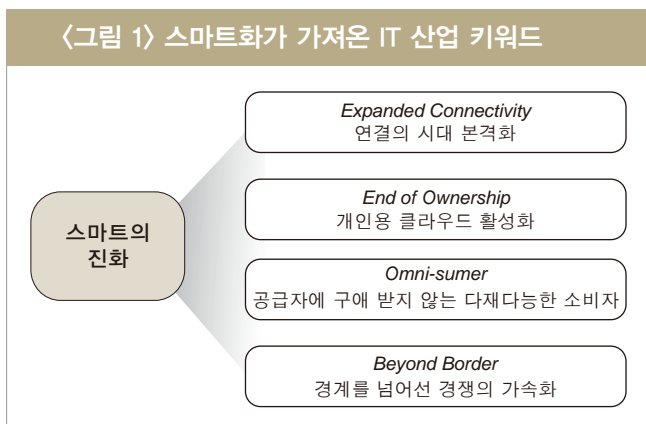 〈그림 1〉 스마트화가 가져온 IT 산업 키워드
스마트의
진화
Expanded Connectivity
연결의 시대 본격화
End of Ownership
개인용 클라우드 활성화
Omni-sumer
공급자에 구애 받지 않는 다재다능한 소비자
Beyond Border
경계를 넘어선 경쟁의 가속화